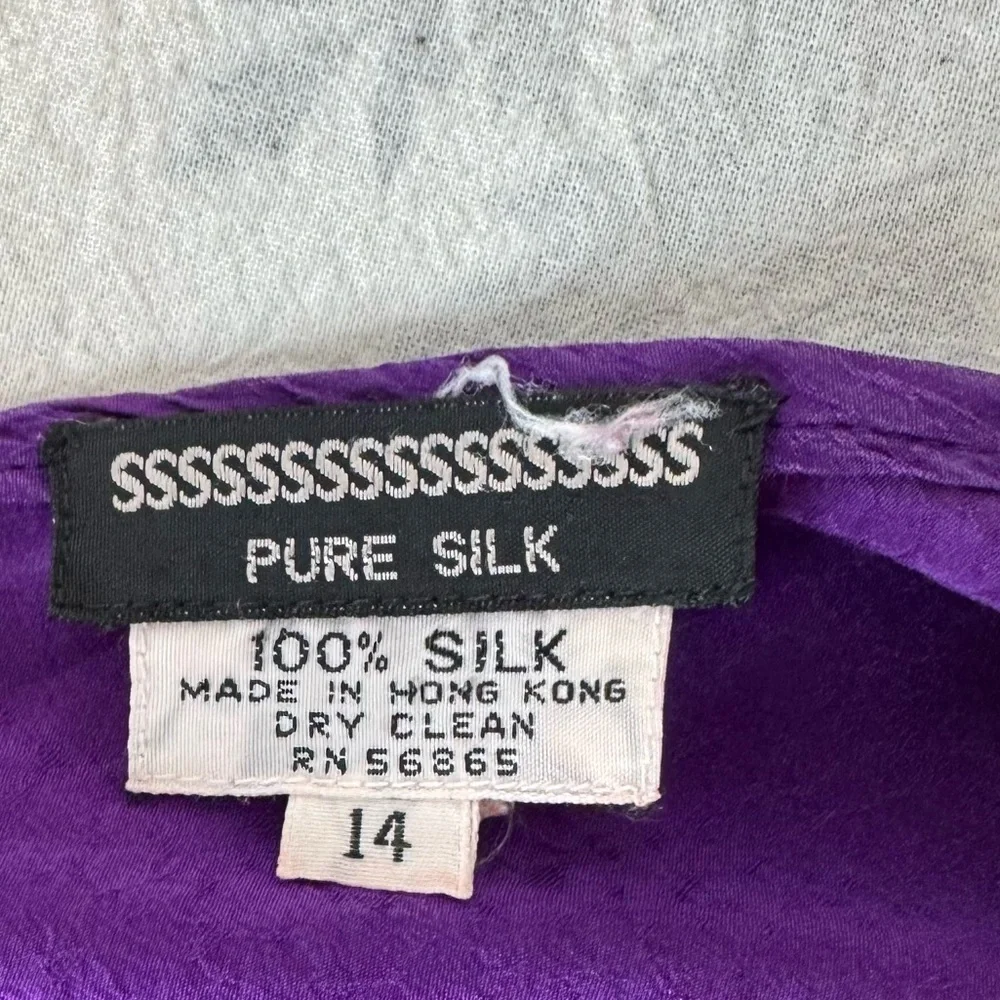 SSSSSSSSSSSSSSSSSS
PURE SILK
100% SILK
MADE IN HONG KONG
DRY CLEAN
RN 56865
14